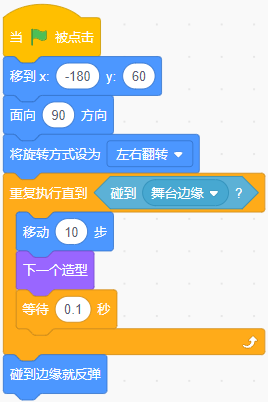 当 被点击
移到 x: -180 y: 60
面向 90 方向
将旋转方式设为 左右翻转
重复执行直到 碰到 舞台边缘 ?
移动 10 步
下一个造型
等待 0.1 秒
碰到边缘就反弹